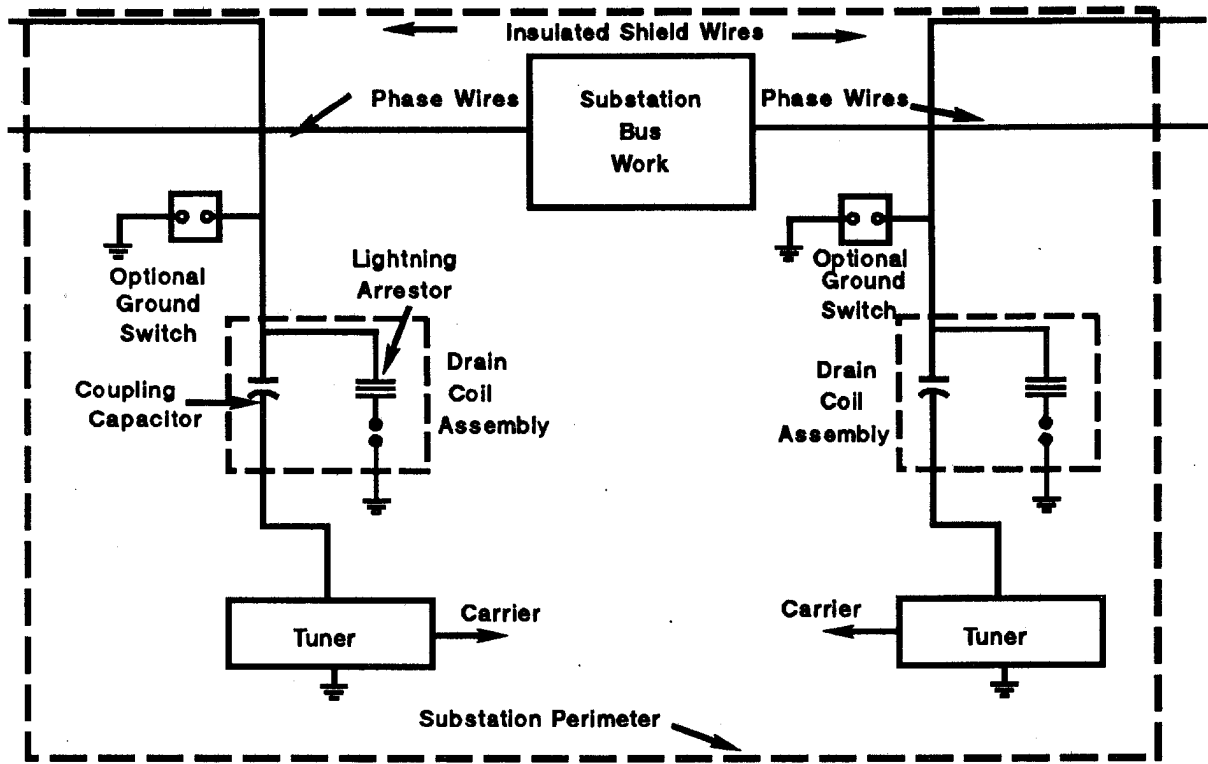 Insulated Shield Wires
Phase Wires
Substation
Bus
Work
Phase Wires
Optional
Ground
Switch
Lightning
Arrestor
Optional
Ground
Switch
Coupling
Capacitor
Drain
Coil
Assembly
Drain
Coil
Assembly
Tuner
Carrier
Carrier
Tuner
Substation Perimeter